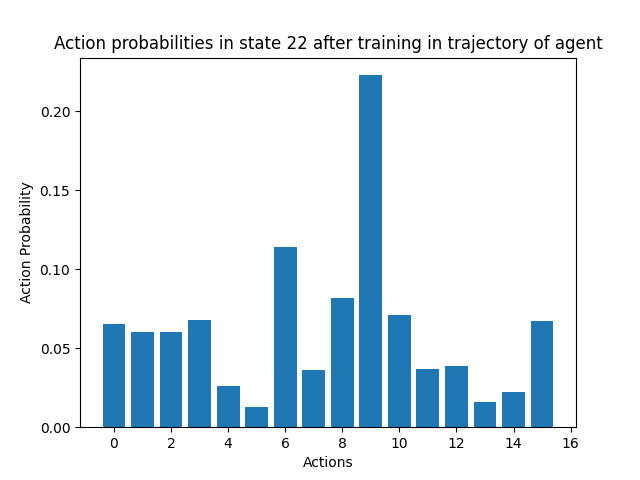 Action probabilities in state 22 after training in trajectory of agent
0.20
0.15
0.10
0.05
0.00
Action Probability
0 2 4 6 8 10 12 14 16
Actions